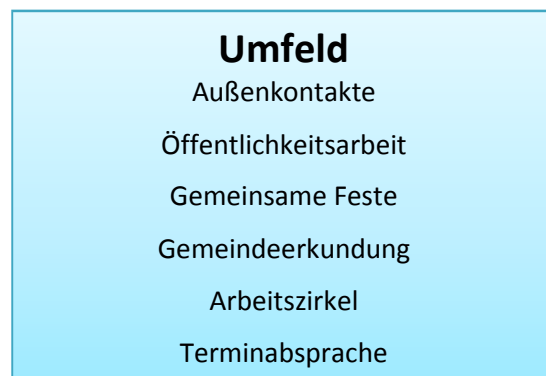 Umfeld
Außenkontakte
Öffentlichkeitsarbeit
Gemeinsame Feste
Gemeindeerkundung
Arbeitszirkel
Terminabsprache